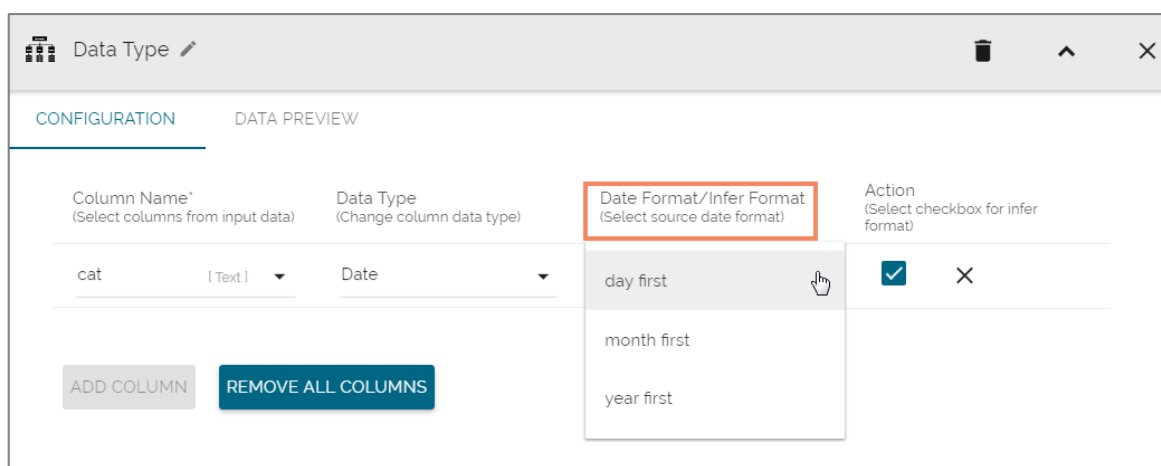 Data Type
CONFIGURATION DATA PREVIEW
Column Name* Data Type Date Format/Infer Format Action
(Select columns from input data) (Change column data type) (Select source date format) (Select checkbox for infer
format)
cat [ Text ] Date
day first
month first
year first
ADD COLUMN REMOVE ALL COLUMNS